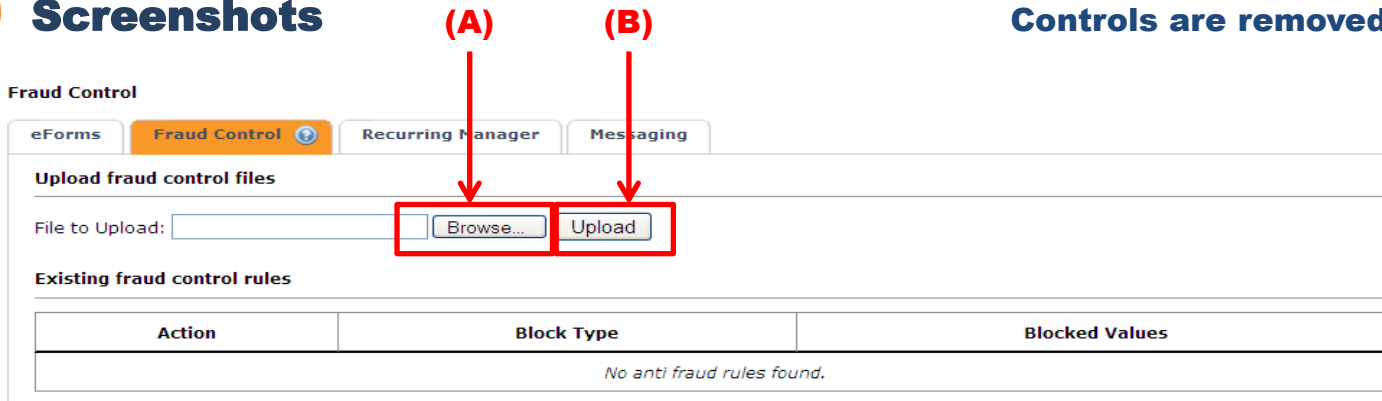 Screenshots (A) (B) Controls are removed
Fraud Control
eForms Fraud Control ? Recurring Manager Messaging
Upload fraud control files
File to Upload: Browse... Upload
Existing fraud control rules
Action Block Type Blocked Values
No anti fraud rules found.